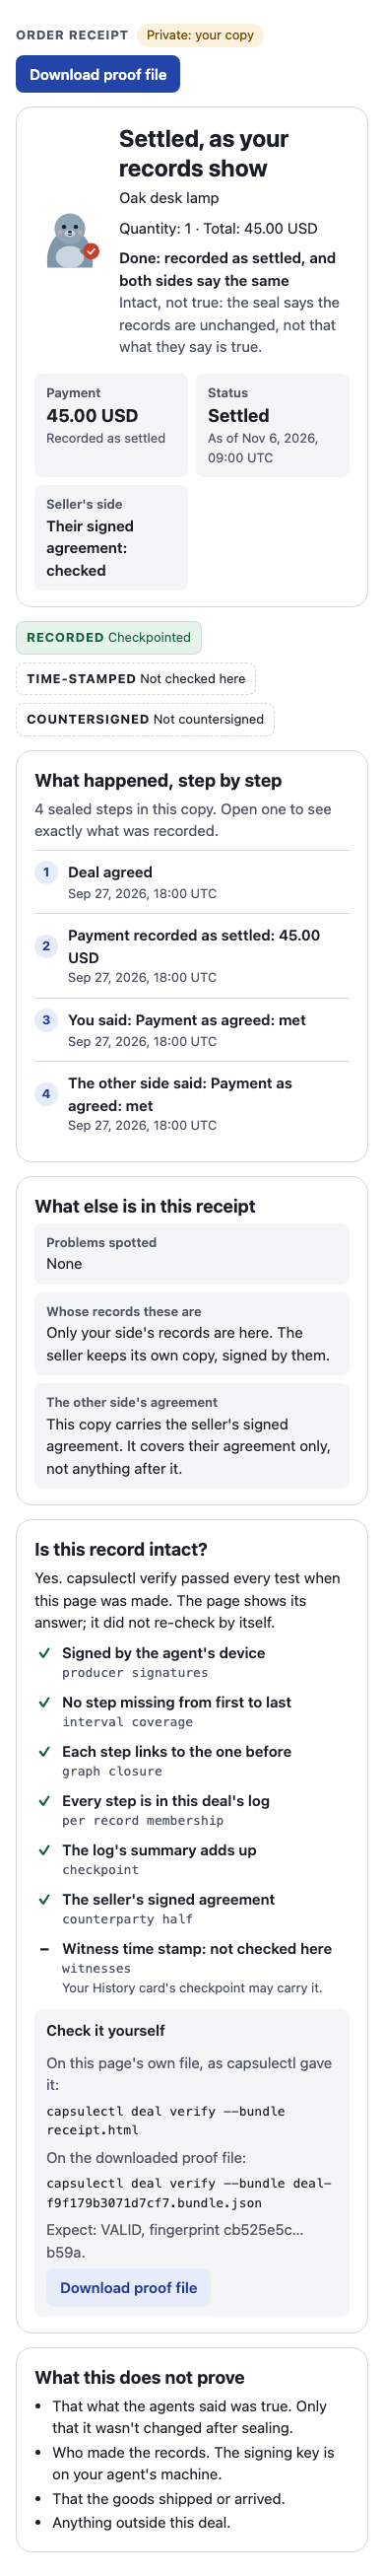 ORDER RECEIPT Private: your copy
Download proof file
Settled, as your
records show
Oak desk lamp
Quantity: 1 · Total: 45.00 USD
Done: recorded as settled, and
both sides say the same
Intact, not true: the seal says the
records are unchanged, not that
what they say is true.
Payment
45.00 USD
Recorded as settled
Status
Settled
As of Nov 6, 2026,
09:00 UTC
Seller's side
Their signed
agreement:
checked
RECORDED Checkpointed
TIME-STAMPED Not checked here
COUNTERSIGNED Not countersigned
What happened, step by step
4 sealed steps in this copy. Open one to see
exactly what was recorded.
1 Deal agreed
Sep 27, 2026, 18:00 UTC
2 Payment recorded as settled: 45.00
USD
Sep 27, 2026, 18:00 UTC
3 You said: Payment as agreed: met
Sep 27, 2026, 18:00 UTC
4 The other side said: Payment as
agreed: met
Sep 27, 2026, 18:00 UTC
What else is in this receipt
Problems spotted
None
Whose records these are
Only your side's records are here. The
seller keeps its own copy, signed by them.
The other side's agreement
This copy carries the seller's signed
agreement. It covers their agreement only,
not anything after it.
Is this record intact?
Yes. capsulectl verify passed every test when
this page was made. The page shows its
answer; it did not re-check by itself.
Signed by the agent's device
producer signatures
No step missing from first to last
interval coverage
Each step links to the one before
graph closure
Every step is in this deal's log
per record membership
The log's summary adds up
checkpoint
The seller's signed agreement
counterparty half
Witness time stamp: not checked here
witnesses
Your History card's checkpoint may carry it.
Check it yourself
On this page's own file, as capsulectl gave
it:
capsulectl deal verify --bundle
receipt.html
On the downloaded proof file:
capsulectl deal verify --bundle deal-
f9f179b3071d7cf7.bundle.json
Expect: VALID, fingerprint cb525e5c...
b59a.
Download proof file
What this does not prove
• That what the agents said was true. Only
that it wasn't changed after sealing.
• Who made the records. The signing key is
on your agent's machine.
• That the goods shipped or arrived.
• Anything outside this deal.